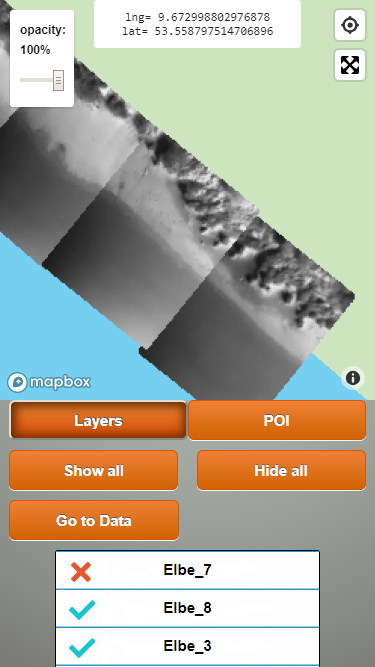 opacity:
100%
lng= 9.672998802976878
lat= 53.558797514706896
mapbox
Layers
POI
Show all
Hide all
Go to Data
Elbe_7
Elbe_8
Elbe_3